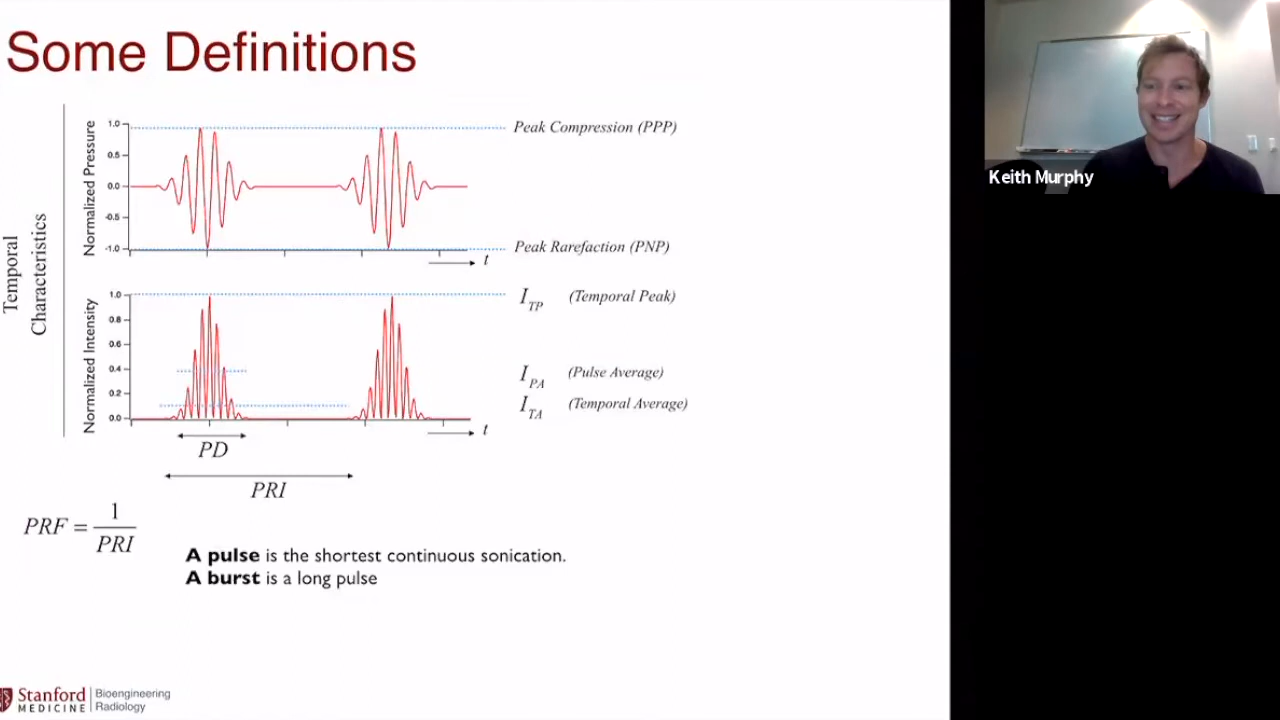 Some Definitions
Temporal
Characteristics
Normalized Pressure
1.0
0.5
0.0
-0.5
-1.0
t
Peak Compression (PPP)
Peak Rarefaction (PNP)
Normalized Intensity
1.0
0.8
0.6
0.4
0.2
0.0
t
I TP (Temporal Peak)
I PA (Pulse Average)
I TA (Temporal Average)
PD
PRI
PRF = 1/PRI
A pulse is the shortest continuous sonication.
A burst is a long pulse
Stanford
MEDICINE
Bioengineering
Radiology
Keith Murphy